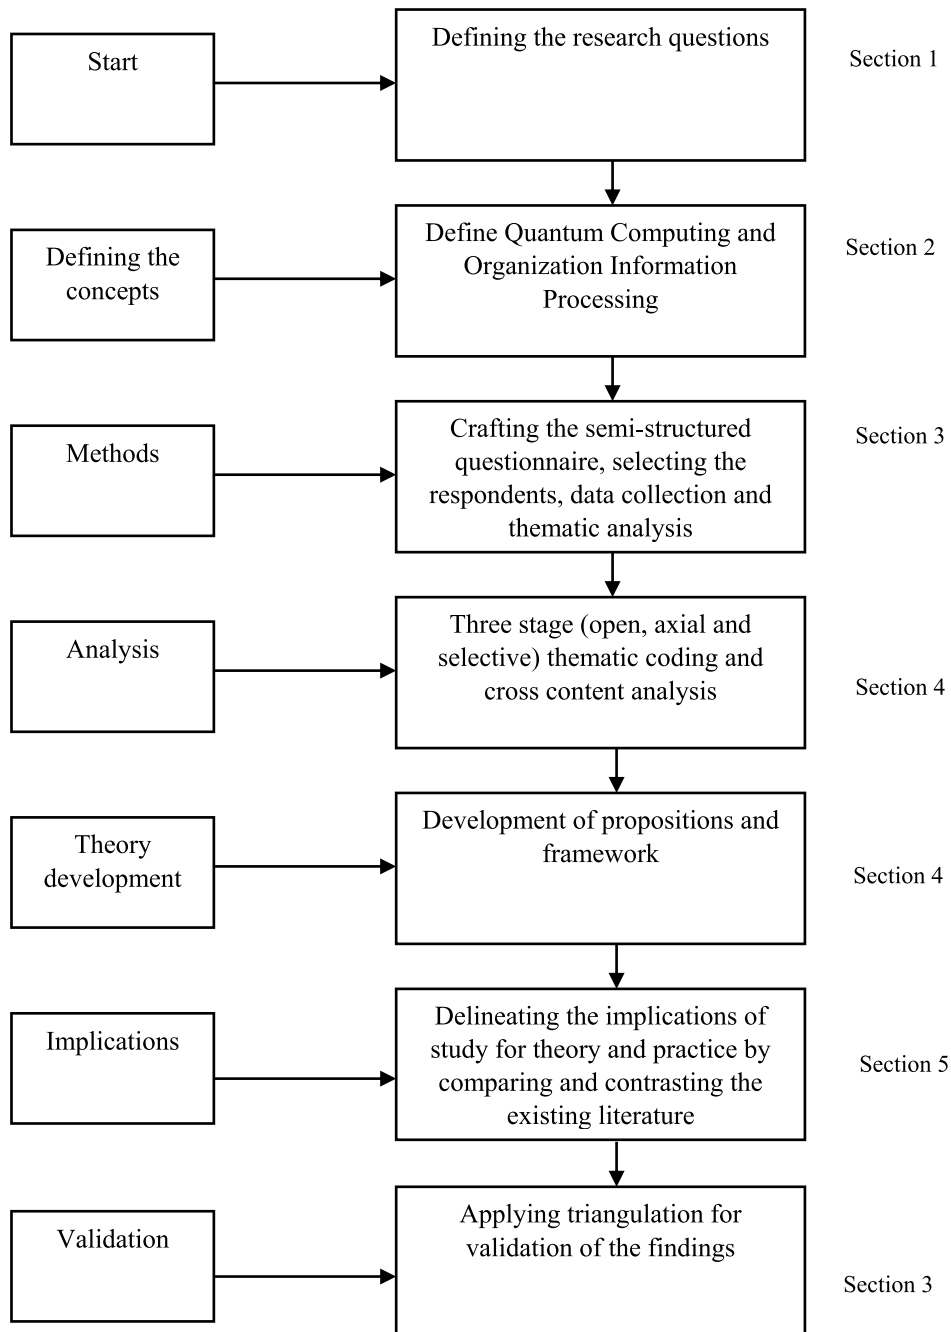 Start
Defining the research questions
Section 1
Defining the
concepts
Define Quantum Computing and
Organization Information
Processing
Section 2
Methods
Crafting the semi-structured
questionnaire, selecting the
respondents, data collection and
thematic analysis
Section 3
Analysis
Three stage (open, axial and
selective) thematic coding and
cross content analysis
Section 4
Theory
development
Development of propositions and
framework
Section 4
Implications
Delineating the implications of
study for theory and practice by
comparing and contrasting the
existing literature
Section 5
Validation
Applying triangulation for
validation of the findings
Section 3